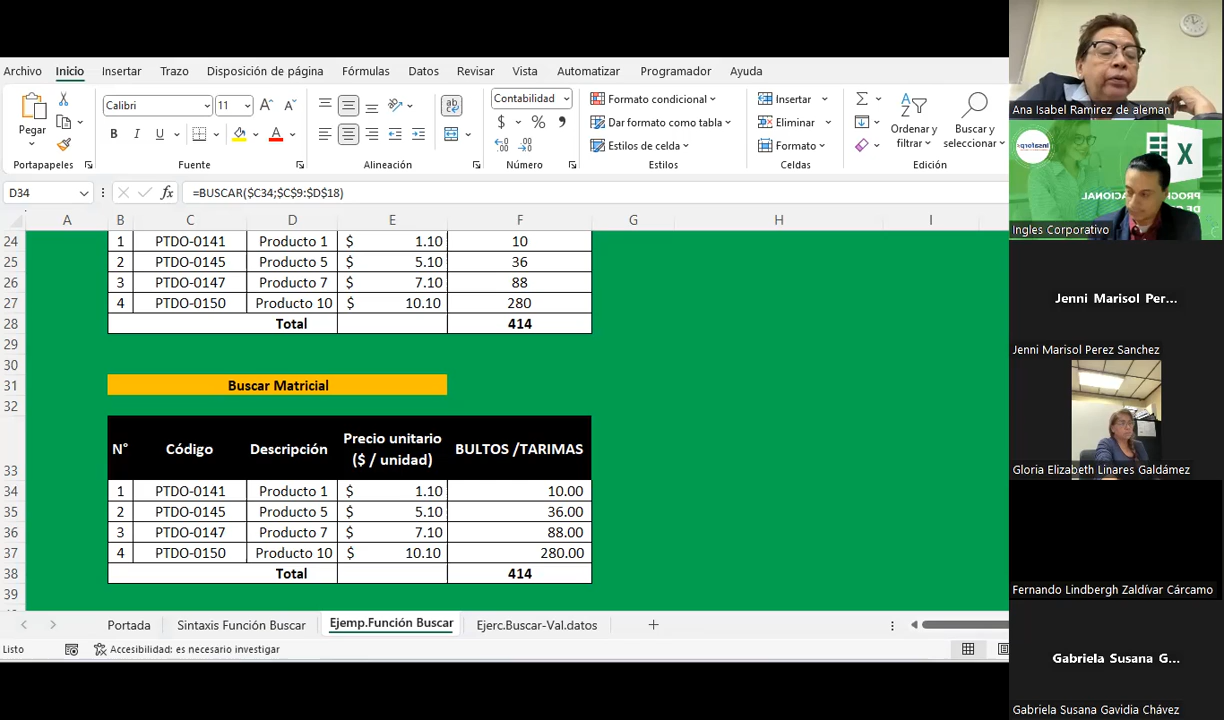 Archivo Inicio Insertar Trazo Disposición de página Fórmulas Datos Revisar Vista Automatizar Programador Ayuda
Pegar
Calibri 11
N K S
Contabilidad
$ % ,
Formato condicional
Dar formato como tabla
Estilos de celda
Insertar
Eliminar
Formato
Ordenar y filtrar
Buscar y seleccionar
Portapapeles Fuente Alineación Número Estilos Celdas Edición
D34 fx =BUSCAR($C34;$C$9:$D$18)
A B C D E F G H I
24 1 PTDO-0141 Producto 1 $ 1.10 10
25 2 PTDO-0145 Producto 5 $ 5.10 36
26 3 PTDO-0147 Producto 7 $ 7.10 88
27 4 PTDO-0150 Producto 10 $ 10.10 280
28 Total 414
29
30
31 Buscar Matricial
32
33 N° Código Descripción Precio unitario ($ / unidad) BULTOS /TARIMAS
34 1 PTDO-0141 Producto 1 $ 1.10 10.00
35 2 PTDO-0145 Producto 5 $ 5.10 36.00
36 3 PTDO-0147 Producto 7 $ 7.10 88.00
37 4 PTDO-0150 Producto 10 $ 10.10 280.00
38 Total 414
39
Portada Sintaxis Función Buscar Ejemp.Función Buscar Ejerc.Buscar-Val.datos
Listo Accesibilidad: es necesario investigar
Ana Isabel Ramirez de aleman
Ingles Corporativo
Jenni Marisol Per...
Jenni Marisol Perez Sanchez
Gloria Elizabeth Linares Galdámez
Fernando Lindbergh Zaldívar Cárcamo
Gabriela Susana G...
Gabriela Susana Gavidia Chávez